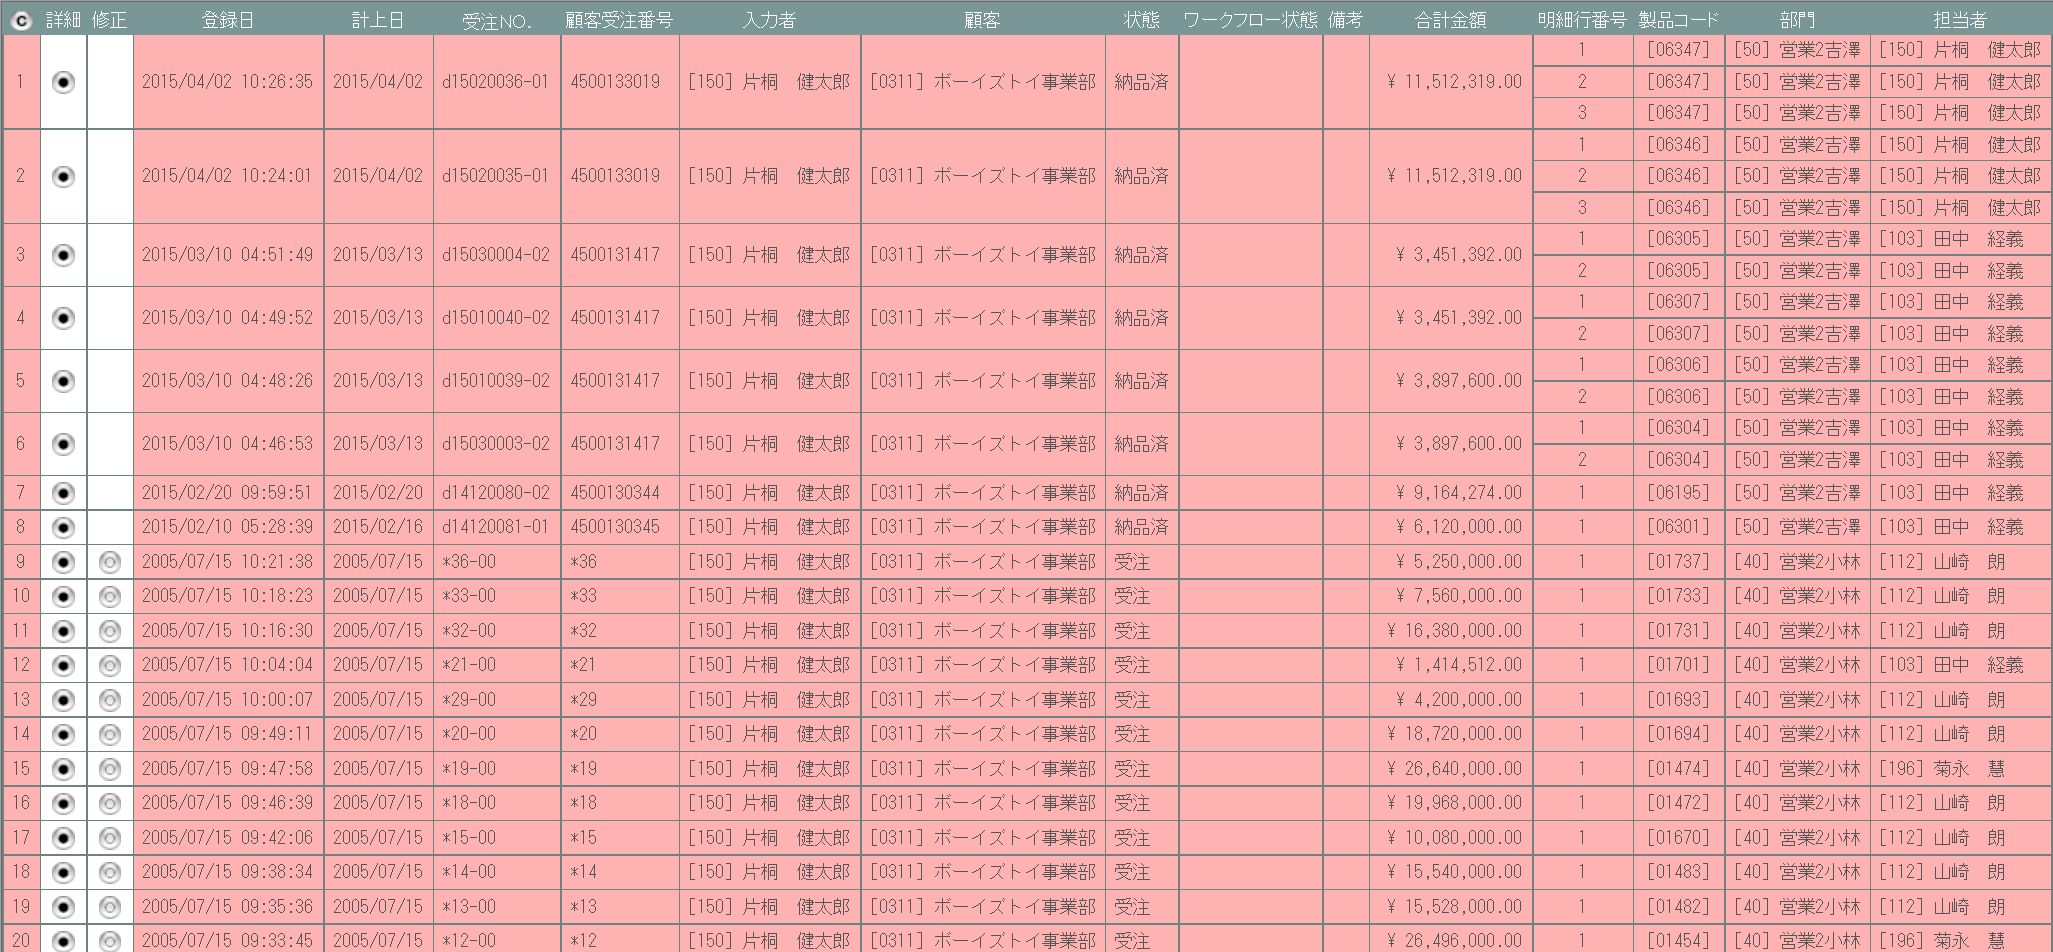 C 詳細 修正 登録日 計上日 受注NO. 顧客受注番号 入力者 顧客 状態 ワークフロー状態 備考 合計金額 明細行番号 製品コード 部門 担当者
1 2015/04/02 10:26:35 2015/04/02 d15020036-01 4500133019 [150] 片桐　健太郎 [0311] ボーイズトイ事業部 納品済 ¥ 11,512,319.00 1 [06347] [50] 営業2吉澤 [150] 片桐　健太郎
2 [06347] [50] 営業2吉澤 [150] 片桐　健太郎
3 [06347] [50] 営業2吉澤 [150] 片桐　健太郎
2 2015/04/02 10:24:01 2015/04/02 d15020035-01 4500133019 [150] 片桐　健太郎 [0311] ボーイズトイ事業部 納品済 ¥ 11,512,319.00 1 [06346] [50] 営業2吉澤 [150] 片桐　健太郎
2 [06346] [50] 営業2吉澤 [150] 片桐　健太郎
3 [06346] [50] 営業2吉澤 [150] 片桐　健太郎
3 2015/03/10 04:51:49 2015/03/13 d15030004-02 4500131417 [150] 片桐　健太郎 [0311] ボーイズトイ事業部 納品済 ¥ 3,451,392.00 1 [06305] [50] 営業2吉澤 [103] 田中　経義
2 [06305] [50] 営業2吉澤 [103] 田中　経義
4 2015/03/10 04:49:52 2015/03/13 d15010040-02 4500131417 [150] 片桐　健太郎 [0311] ボーイズトイ事業部 納品済 ¥ 3,451,392.00 1 [06307] [50] 営業2吉澤 [103] 田中　経義
2 [06307] [50] 営業2吉澤 [103] 田中　経義
5 2015/03/10 04:48:26 2015/03/13 d15010039-02 4500131417 [150] 片桐　健太郎 [0311] ボーイズトイ事業部 納品済 ¥ 3,897,600.00 1 [06306] [50] 営業2吉澤 [103] 田中　経義
2 [06306] [50] 営業2吉澤 [103] 田中　経義
6 2015/03/10 04:46:53 2015/03/13 d15030003-02 4500131417 [150] 片桐　健太郎 [0311] ボーイズトイ事業部 納品済 ¥ 3,897,600.00 1 [06304] [50] 営業2吉澤 [103] 田中　経義
2 [06304] [50] 営業2吉澤 [103] 田中　経義
7 2015/02/20 09:59:51 2015/02/20 d14120080-02 4500130344 [150] 片桐　健太郎 [0311] ボーイズトイ事業部 納品済 ¥ 9,164,274.00 1 [06195] [50] 営業2吉澤 [103] 田中　経義
8 2015/02/10 05:28:39 2015/02/16 d14120081-01 4500130345 [150] 片桐　健太郎 [0311] ボーイズトイ事業部 納品済 ¥ 6,120,000.00 1 [06301] [50] 営業2吉澤 [103] 田中　経義
9 2005/07/15 10:21:38 2005/07/15 *36-00 *36 [150] 片桐　健太郎 [0311] ボーイズトイ事業部 受注 ¥ 5,250,000.00 1 [01737] [40] 営業2小林 [112] 山崎　朗
10 2005/07/15 10:18:23 2005/07/15 *33-00 *33 [150] 片桐　健太郎 [0311] ボーイズトイ事業部 受注 ¥ 7,560,000.00 1 [01733] [40] 営業2小林 [112] 山崎　朗
11 2005/07/15 10:16:30 2005/07/15 *32-00 *32 [150] 片桐　健太郎 [0311] ボーイズトイ事業部 受注 ¥ 16,380,000.00 1 [01731] [40] 営業2小林 [112] 山崎　朗
12 2005/07/15 10:04:04 2005/07/15 *21-00 *21 [150] 片桐　健太郎 [0311] ボーイズトイ事業部 受注 ¥ 1,414,512.00 1 [01701] [40] 営業2小林 [103] 田中　経義
13 2005/07/15 10:00:07 2005/07/15 *29-00 *29 [150] 片桐　健太郎 [0311] ボーイズトイ事業部 受注 ¥ 4,200,000.00 1 [01693] [40] 営業2小林 [112] 山崎　朗
14 2005/07/15 09:49:11 2005/07/15 *20-00 *20 [150] 片桐　健太郎 [0311] ボーイズトイ事業部 受注 ¥ 18,720,000.00 1 [01694] [40] 営業2小林 [112] 山崎　朗
15 2005/07/15 09:47:58 2005/07/15 *19-00 *19 [150] 片桐　健太郎 [0311] ボーイズトイ事業部 受注 ¥ 26,640,000.00 1 [01474] [40] 営業2小林 [196] 菊永　慧
16 2005/07/15 09:46:39 2005/07/15 *18-00 *18 [150] 片桐　健太郎 [0311] ボーイズトイ事業部 受注 ¥ 19,968,000.00 1 [01472] [40] 営業2小林 [112] 山崎　朗
17 2005/07/15 09:42:06 2005/07/15 *15-00 *15 [150] 片桐　健太郎 [0311] ボーイズトイ事業部 受注 ¥ 10,080,000.00 1 [01670] [40] 営業2小林 [112] 山崎　朗
18 2005/07/15 09:38:34 2005/07/15 *14-00 *14 [150] 片桐　健太郎 [0311] ボーイズトイ事業部 受注 ¥ 15,540,000.00 1 [01483] [40] 営業2小林 [112] 山崎　朗
19 2005/07/15 09:35:36 2005/07/15 *13-00 *13 [150] 片桐　健太郎 [0311] ボーイズトイ事業部 受注 ¥ 15,528,000.00 1 [01482] [40] 営業2小林 [112] 山崎　朗
20 2005/07/15 09:33:45 2005/07/15 *12-00 *12 [150] 片桐　健太郎 [0311] ボーイズトイ事業部 受注 ¥ 26,496,000.00 1 [01454] [40] 営業2小林 [196] 菊永　慧